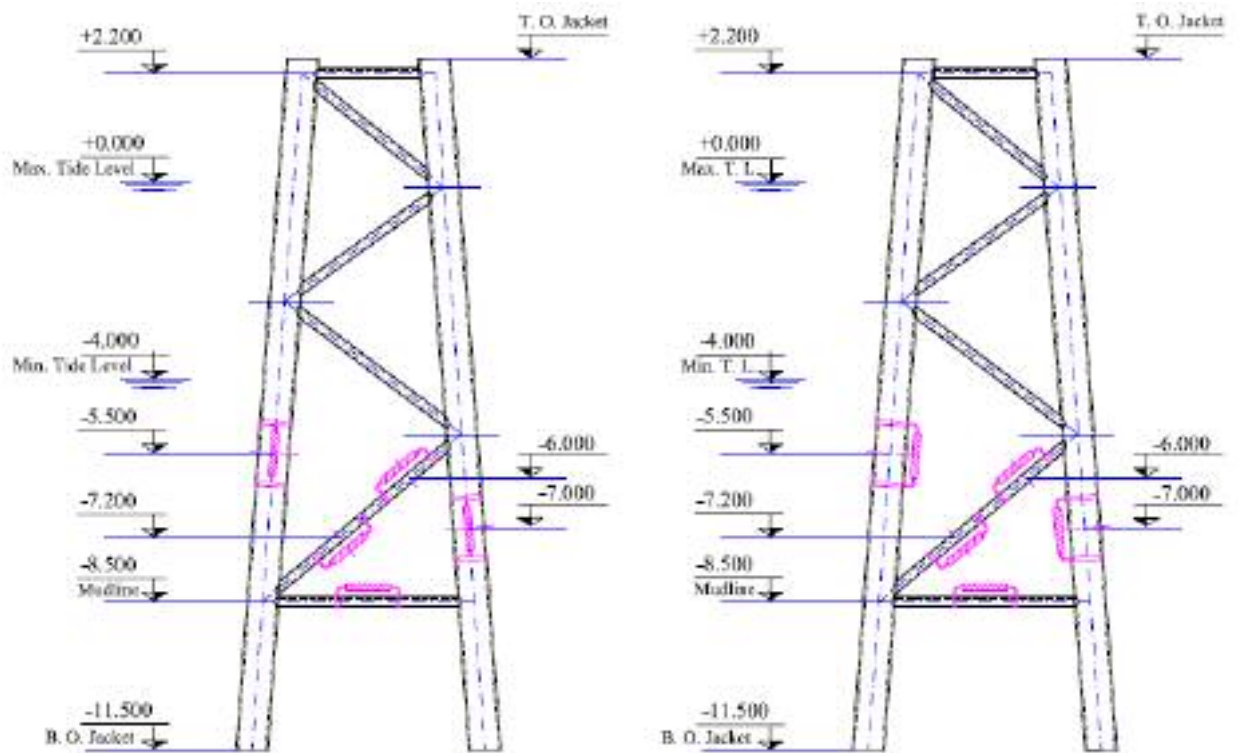 T. O. Jacket
+2.200
+0.000
Max. Tide Level
-4.000
Min. Tide Level
-5.500
-6.000
-7.000
-7.200
-8.500
Mudline
-11.500
B. O. Jacket
T. O. Jacket
+2.200
+0.000
Max. T. L.
-4.000
Min. T. L.
-5.500
-6.000
-7.000
-7.200
-8.500
Mudline
-11.500
B. O. Jacket